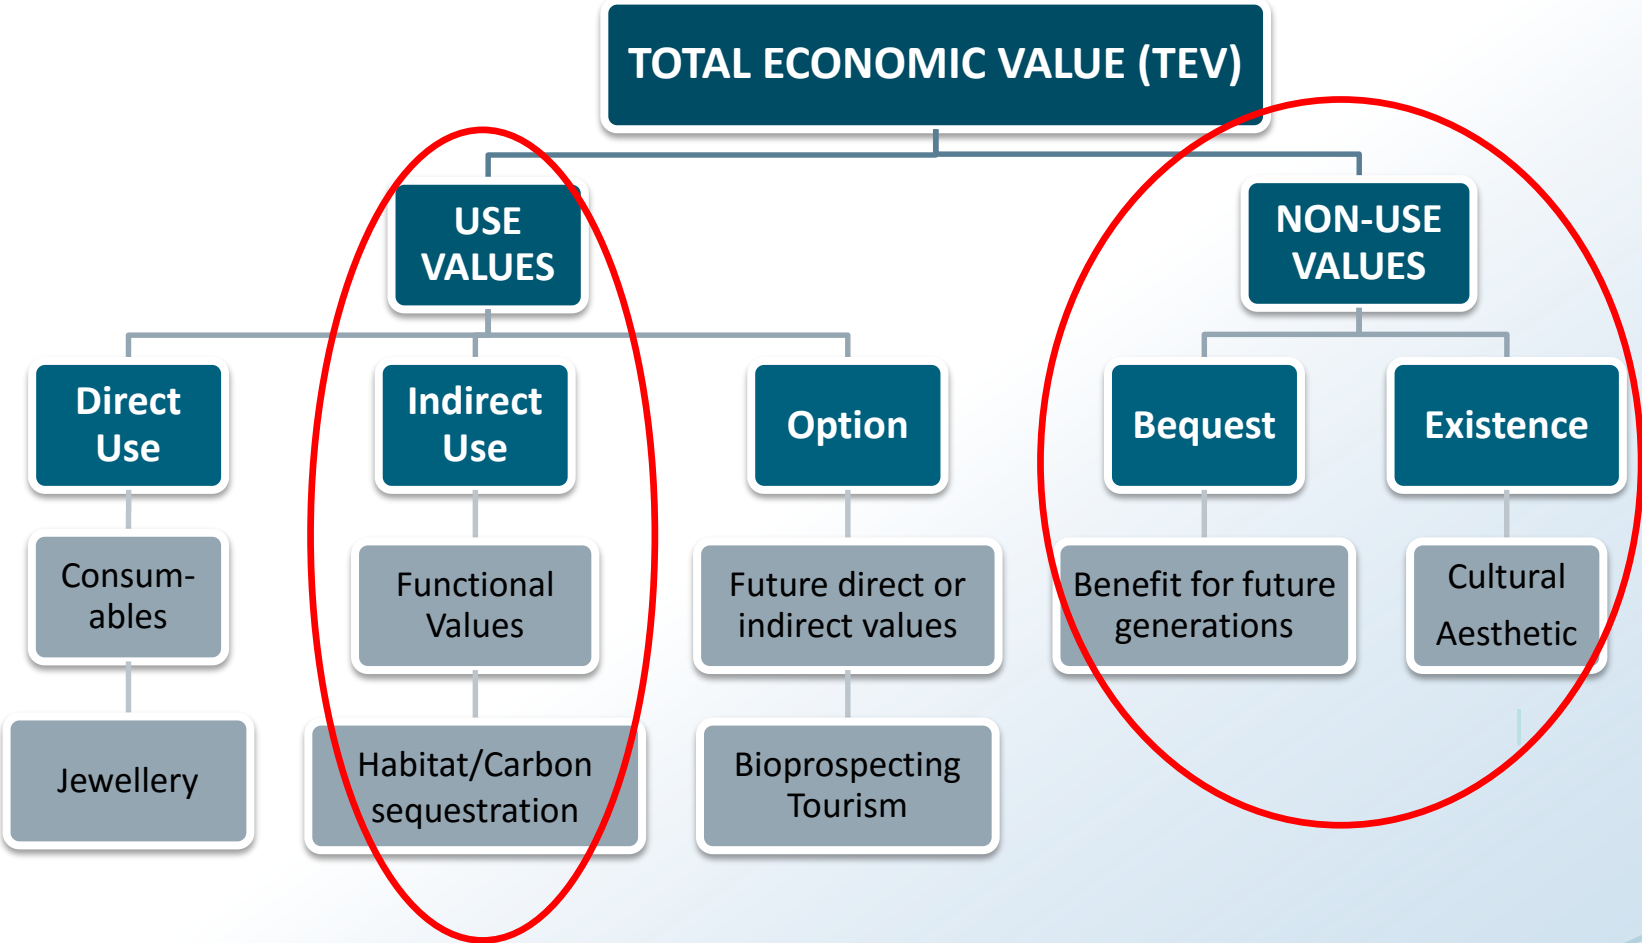 TOTAL ECONOMIC VALUE (TEV)
USE
VALUES
NON-USE
VALUES
Direct
Use
Indirect
Use
Option
Bequest
Existence
Consum-
ables
Functional
Values
Future direct or
indirect values
Benefit for future
generations
Cultural
Aesthetic
Jewellery
Habitat/Carbon
sequestration
Bioprospecting
Tourism